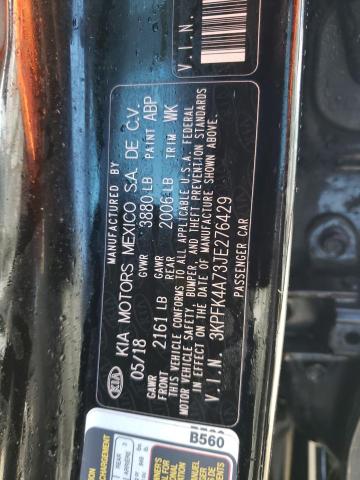 KIA
MANUFACTURED BY
KIA MOTORS MEXICO S.A. DE C.V.
05/18 GVWR 3880 LB PAINT ABP
GAWR FRONT 2161 LB GAWR REAR 2006 LB TRIM WK
THIS VEHICLE CONFORMS TO ALL APPLICABLE U.S.A. FEDERAL
MOTOR VEHICLE SAFETY, BUMPER, AND THEFT PREVENTION STANDARDS
IN EFFECT ON THE DATE OF MANUFACTURE SHOWN ABOVE.
V.I.N. 3KPFK4A73JE276429
PASSENGER CAR
V.I.N.
B560
REAR